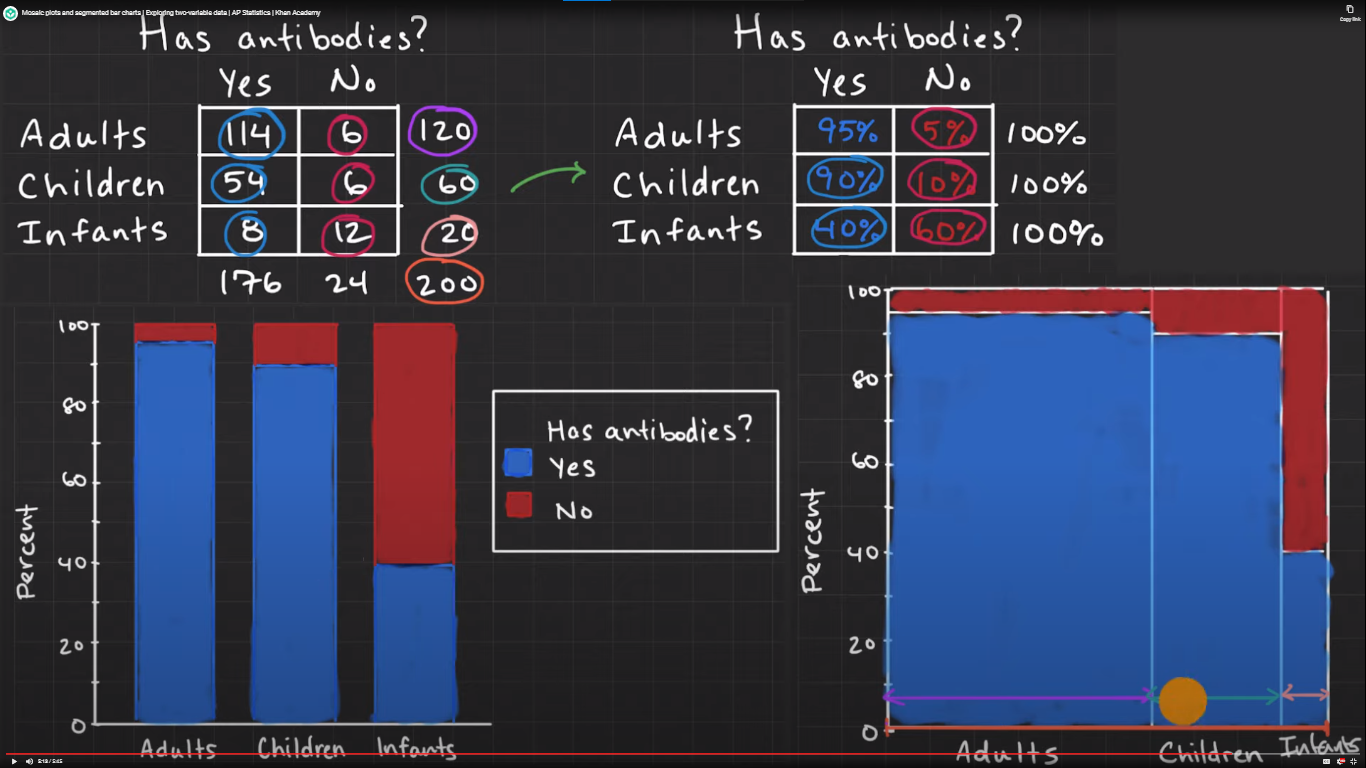 Mosaic plots and segmented bar charts | Exploring two-variable data | AP Statistics | Khan Academy
Copy link
Has antibodies?
Yes No
Adults 114 6 120
Children 54 6 60
Infants 8 12 20
176 24 200
Has antibodies?
Yes No
Adults 95% 5% 100%
Children 90% 10% 100%
Infants 40% 60% 100%
100
80
60
40
20
0
Percent
Adults Children Infants
Has antibodies?
Yes
No
100
80
60
40
20
0
Percent
Adults Children Infants
5:19 / 5:45